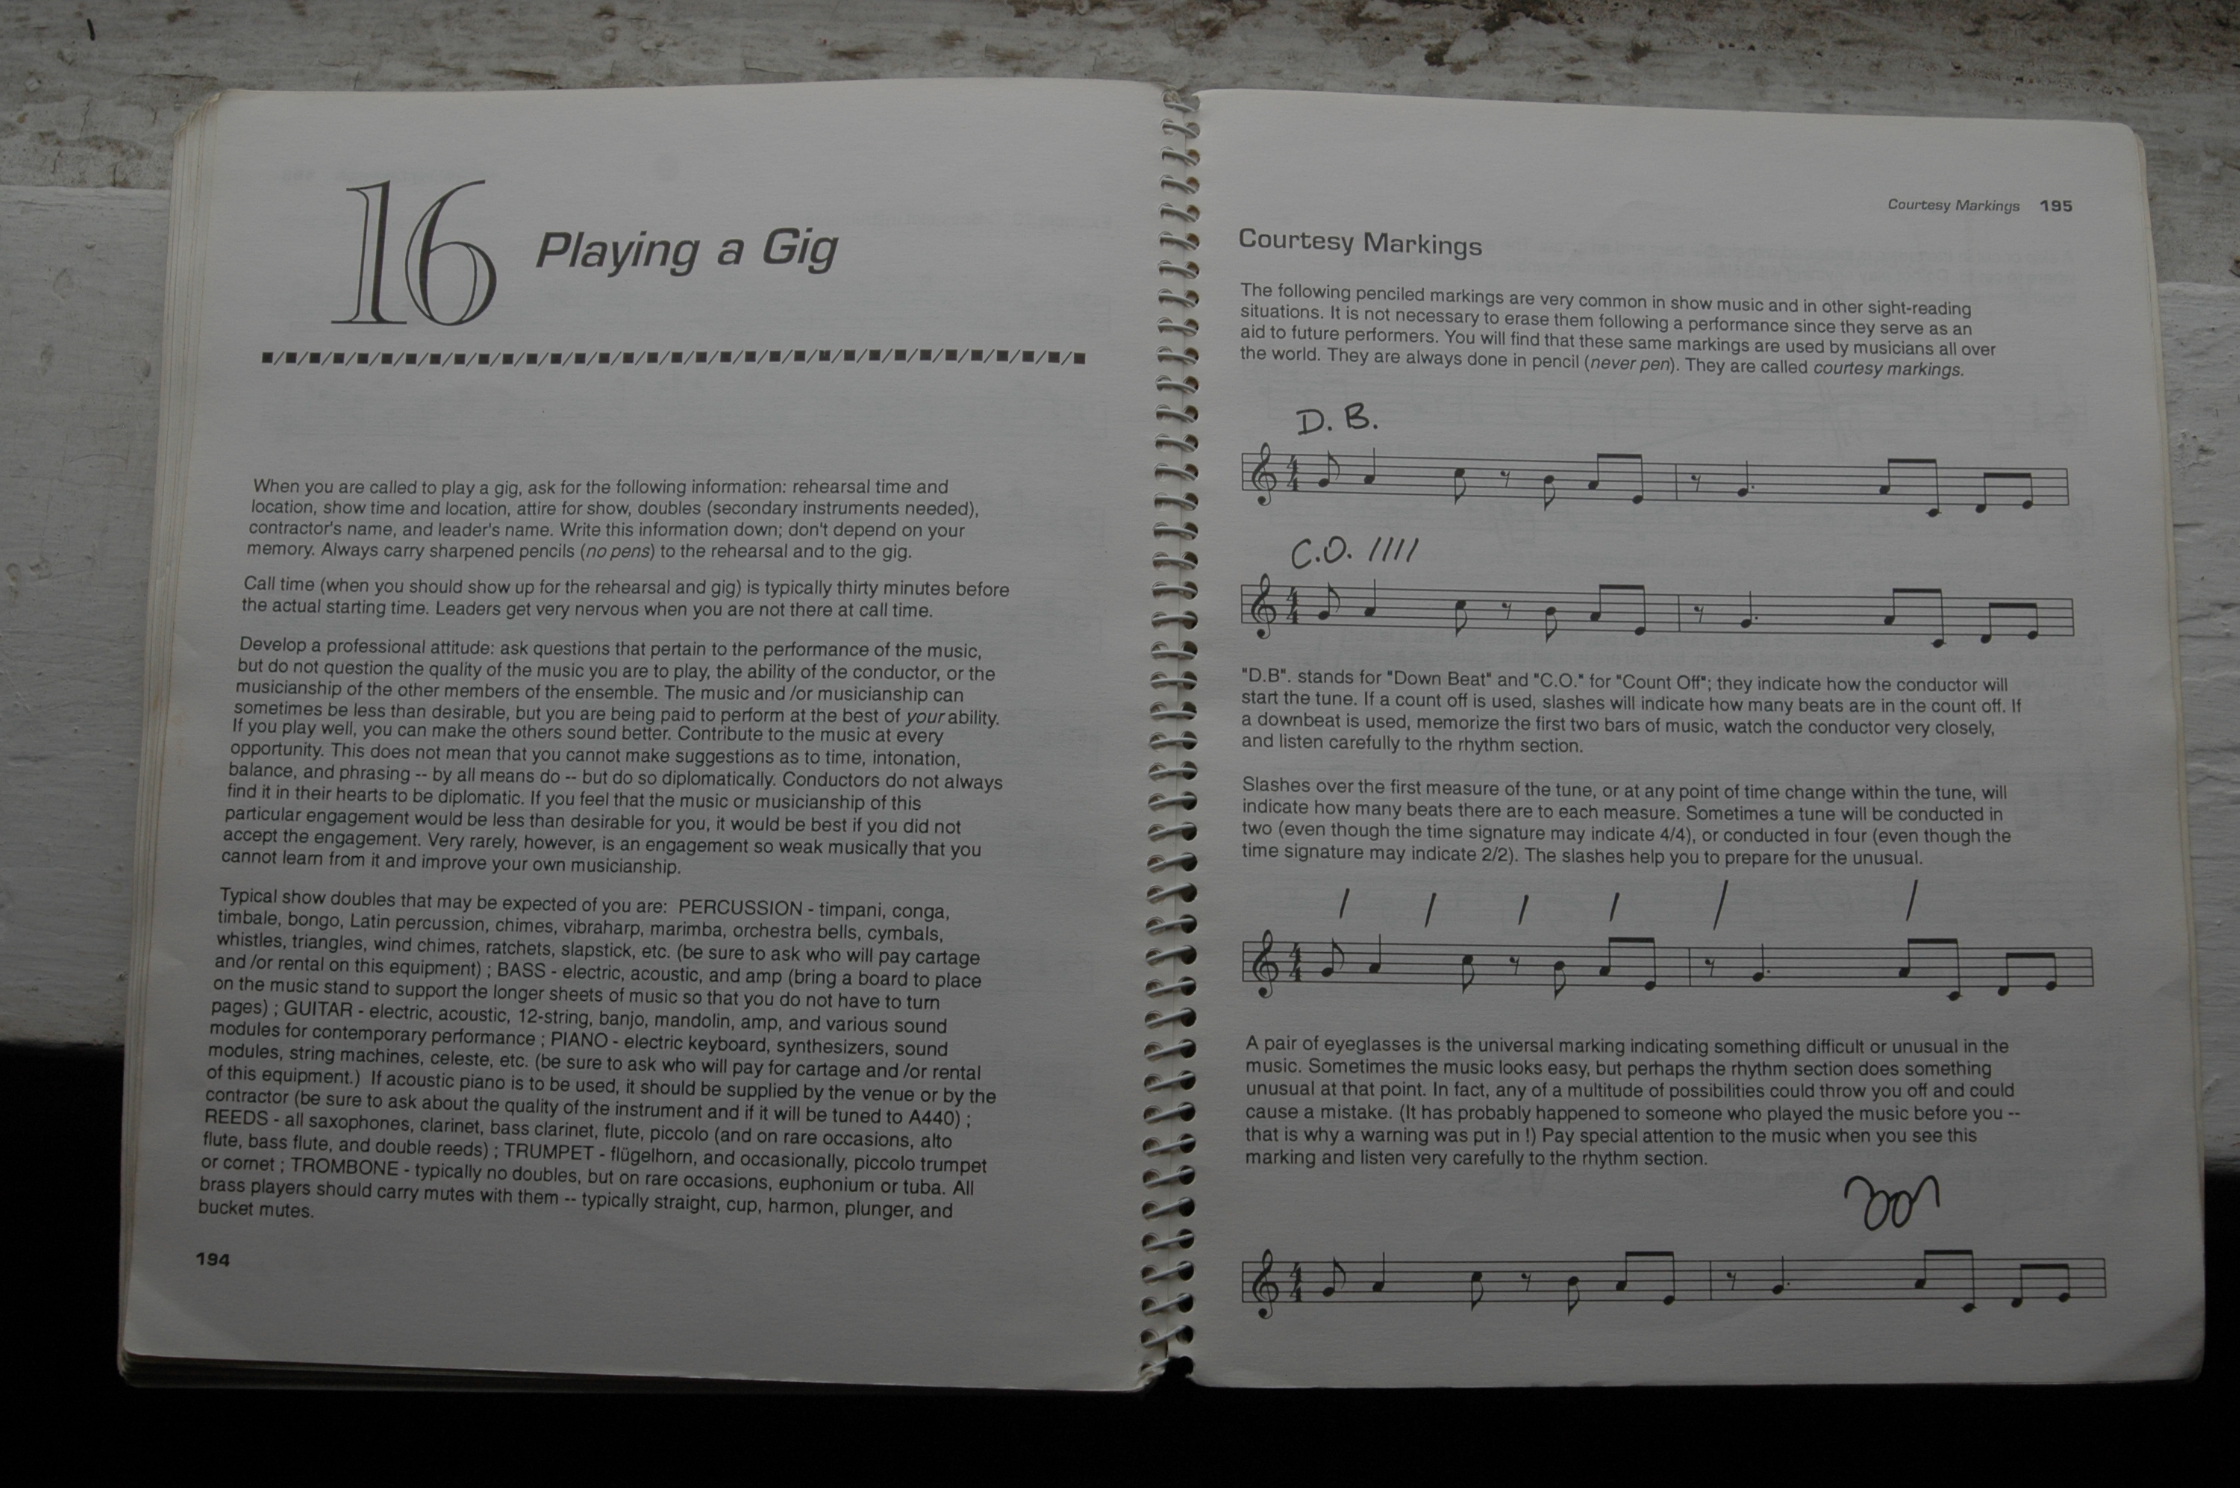 16 Playing a Gig
When you are called to play a gig, ask for the following information: rehearsal time and
location, show time and location, attire for show, doubles (secondary instruments needed),
contractor's name, and leader's name. Write this information down; don't depend on your
memory. Always carry sharpened pencils (no pens) to the rehearsal and to the gig.
Call time (when you should show up for the rehearsal and gig) is typically thirty minutes before
the actual starting time. Leaders get very nervous when you are not there at call time.
Develop a professional attitude: ask questions that pertain to the performance of the music,
but do not question the quality of the music you are to play, the ability of the conductor, or the
musicianship of the other members of the ensemble. The music and /or musicianship can
sometimes be less than desirable, but you are being paid to perform at the best of your ability.
If you play well, you can make the others sound better. Contribute to the music at every
opportunity. This does not mean that you cannot make suggestions as to time, intonation,
balance, and phrasing -- by all means do -- but do so diplomatically. Conductors do not always
find it in their hearts to be diplomatic. If you feel that the music or musicianship of this
particular engagement would be less than desirable for you, it would be best if you did not
accept the engagement. Very rarely, however, is an engagement so weak musically that you
cannot learn from it and improve your own musicianship.
Typical show doubles that may be expected of you are: PERCUSSION - timpani, conga,
timbale, bongo, Latin percussion, chimes, vibraharp, marimba, orchestra bells, cymbals,
whistles, triangles, wind chimes, ratchets, slapstick, etc. (be sure to ask who will pay cartage
and /or rental on this equipment) ; BASS - electric, acoustic, and amp (bring a board to place
on the music stand to support the longer sheets of music so that you do not have to turn
pages) ; GUITAR - electric, acoustic, 12-string, banjo, mandolin, amp, and various sound
modules for contemporary performance ; PIANO - electric keyboard, synthesizers, sound
modules, string machines, celeste, etc. (be sure to ask who will pay for cartage and /or rental
of this equipment.) If acoustic piano is to be used, it should be supplied by the venue or by the
contractor (be sure to ask about the quality of the instrument and if it will be tuned to A440) ;
REEDS - all saxophones, clarinet, bass clarinet, flute, piccolo (and on rare occasions, alto
flute, bass flute, and double reeds) ; TRUMPET - flügelhorn, and occasionally, piccolo trumpet
or cornet ; TROMBONE - typically no doubles, but on rare occasions, euphonium or tuba. All
brass players should carry mutes with them -- typically straight, cup, harmon, plunger, and
bucket mutes.
194
Courtesy Markings 195
Courtesy Markings
The following penciled markings are very common in show music and in other sight-reading
situations. It is not necessary to erase them following a performance since they serve as an
aid to future performers. You will find that these same markings are used by musicians all over
the world. They are always done in pencil (never pen). They are called courtesy markings.
D. B.
4
4
C.O. ////
4
4
"D.B". stands for "Down Beat" and "C.O." for "Count Off"; they indicate how the conductor will
start the tune. If a count off is used, slashes will indicate how many beats are in the count off. If
a downbeat is used, memorize the first two bars of music, watch the conductor very closely,
and listen carefully to the rhythm section.
Slashes over the first measure of the tune, or at any point of time change within the tune, will
indicate how many beats there are to each measure. Sometimes a tune will be conducted in
two (even though the time signature may indicate 4/4), or conducted in four (even though the
time signature may indicate 2/2). The slashes help you to prepare for the unusual.
/ / / / / /
4
4
A pair of eyeglasses is the universal marking indicating something difficult or unusual in the
music. Sometimes the music looks easy, but perhaps the rhythm section does something
unusual at that point. In fact, any of a multitude of possibilities could throw you off and could
cause a mistake. (It has probably happened to someone who played the music before you --
that is why a warning was put in !) Pay special attention to the music when you see this
marking and listen very carefully to the rhythm section.
4
4